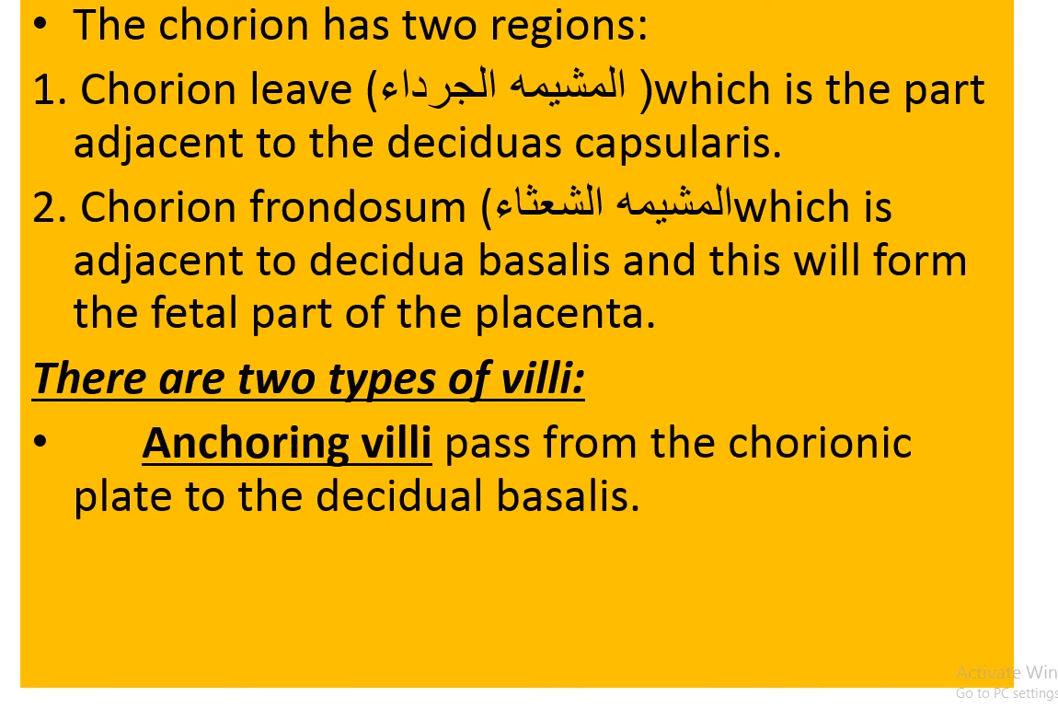 • The chorion has two regions:
1. Chorion leave (المشيمه الجرداء )which is the part
adjacent to the deciduas capsularis.
2. Chorion frondosum (المشيمه الشعثاءwhich is
adjacent to decidua basalis and this will form
the fetal part of the placenta.
There are two types of villi:
• Anchoring villi pass from the chorionic
plate to the decidual basalis.
Activate Win
Go to PC settings